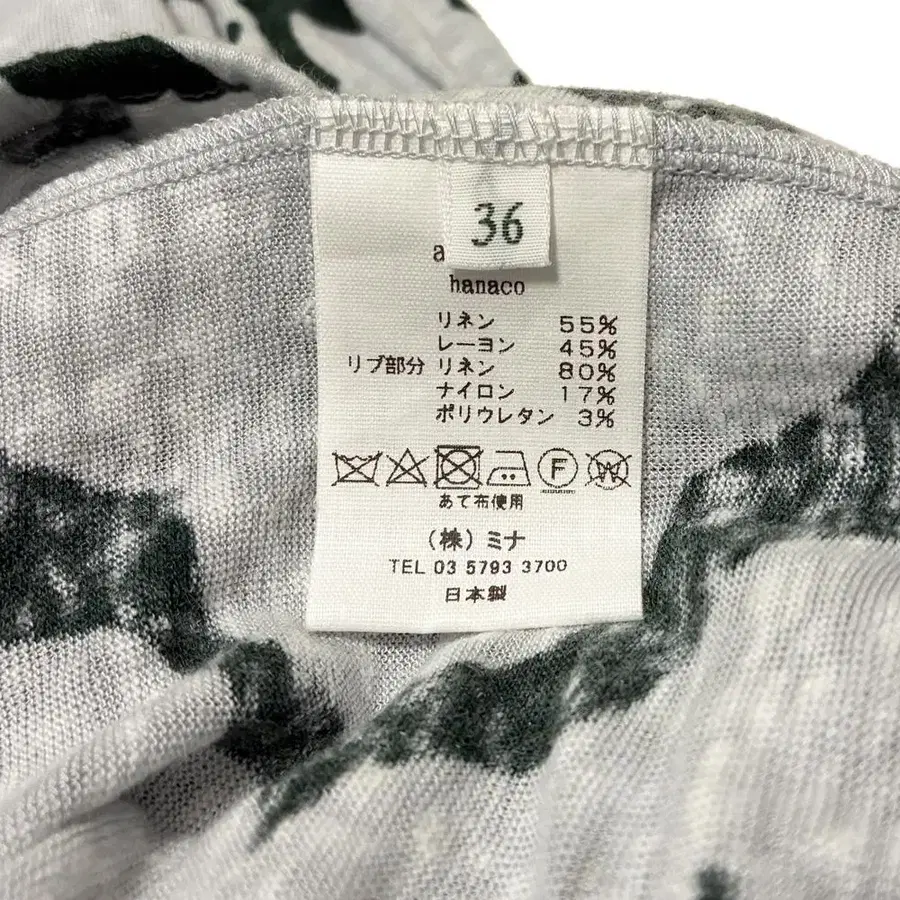 36
a
hanaco
リネン 55%
レーヨン 45%
リブ部分 リネン 80%
ナイロン 17%
ポリウレタン 3%
F W
あて布使用
(株) ミナ
TEL 03 5793 3700
日本製